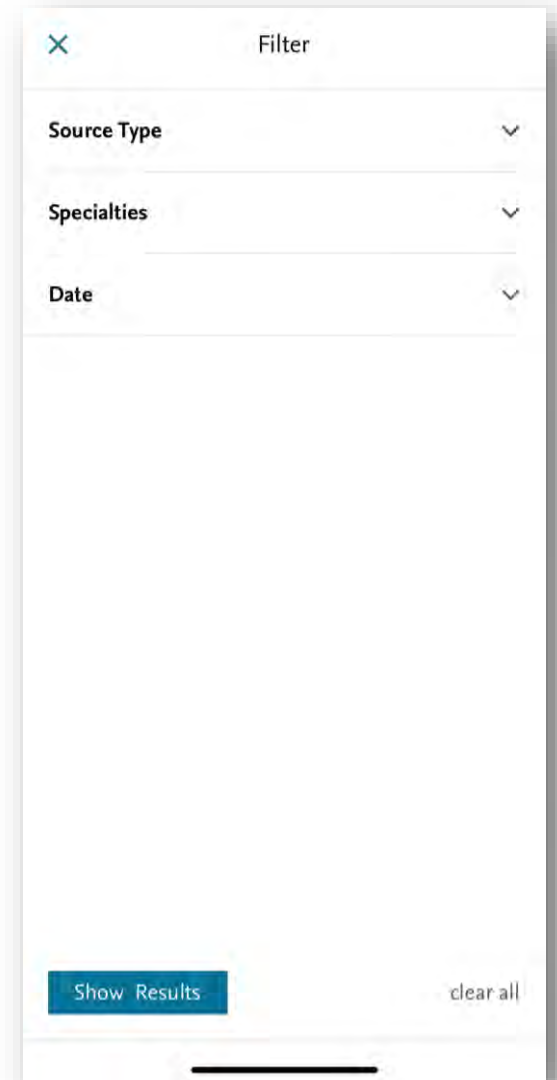 Filter
Source Type
Specialties
Date
Show Results
clear all